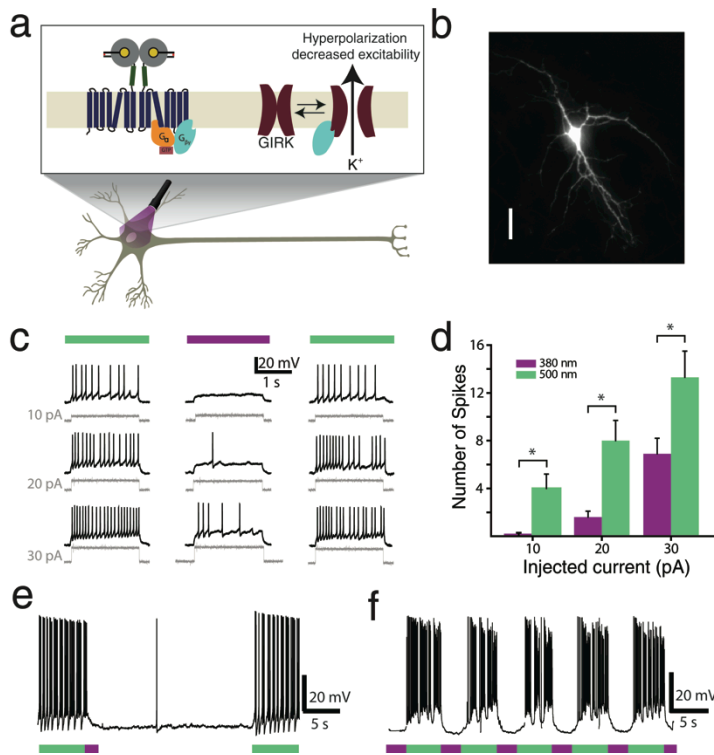 a
Hyperpolarization
decreased excitability
GIRK
K+
b
c
20 mV
1 s
10 pA
20 pA
30 pA
d
Number of Spikes
16
12
8
4
380 nm
500 nm
*
*
*
10
20
30
Injected current (pA)
e
20 mV
5 s
f
20 mV
5 s